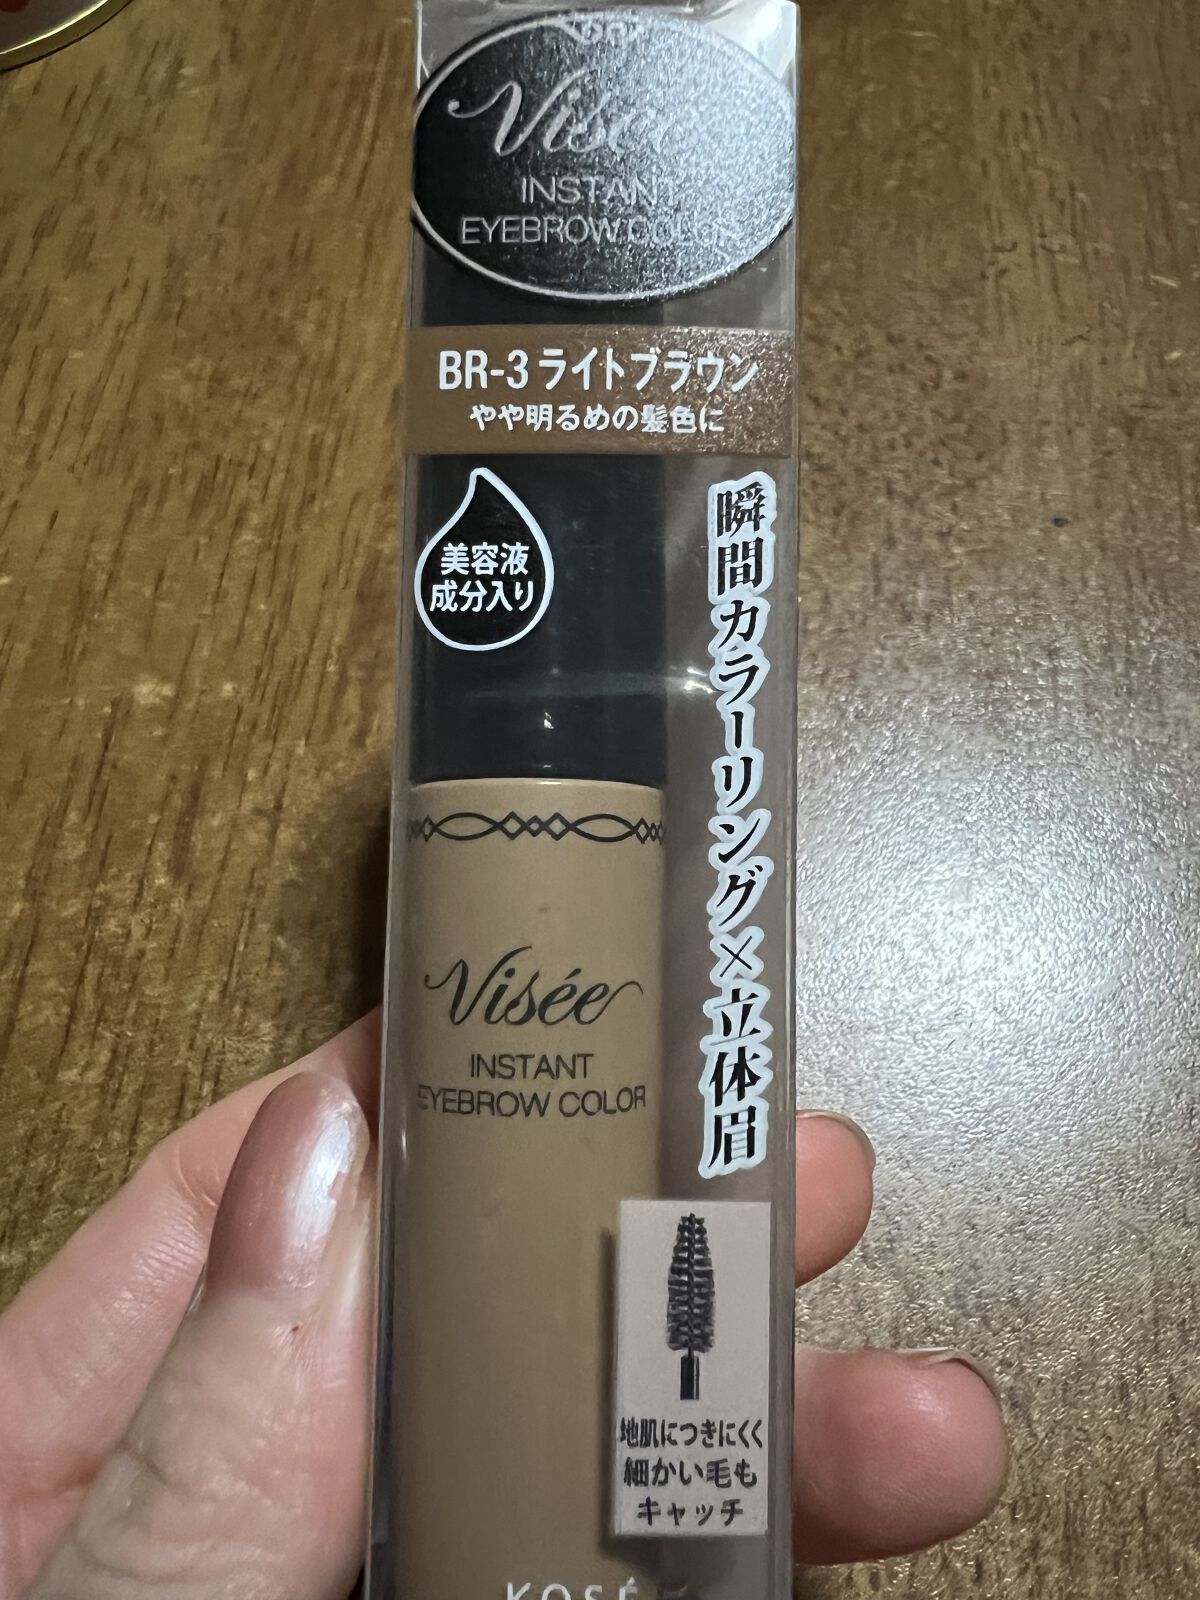 Visée
INSTANT
EYEBROW COLOR
BR-3 ライトブラウン
やや明るめの髪色に
美容液
成分入り
瞬間カラーリング×立体眉
Visée
INSTANT
EYEBROW COLOR
地肌につきにくく
細かい毛も
キャッチ
KOSÉ